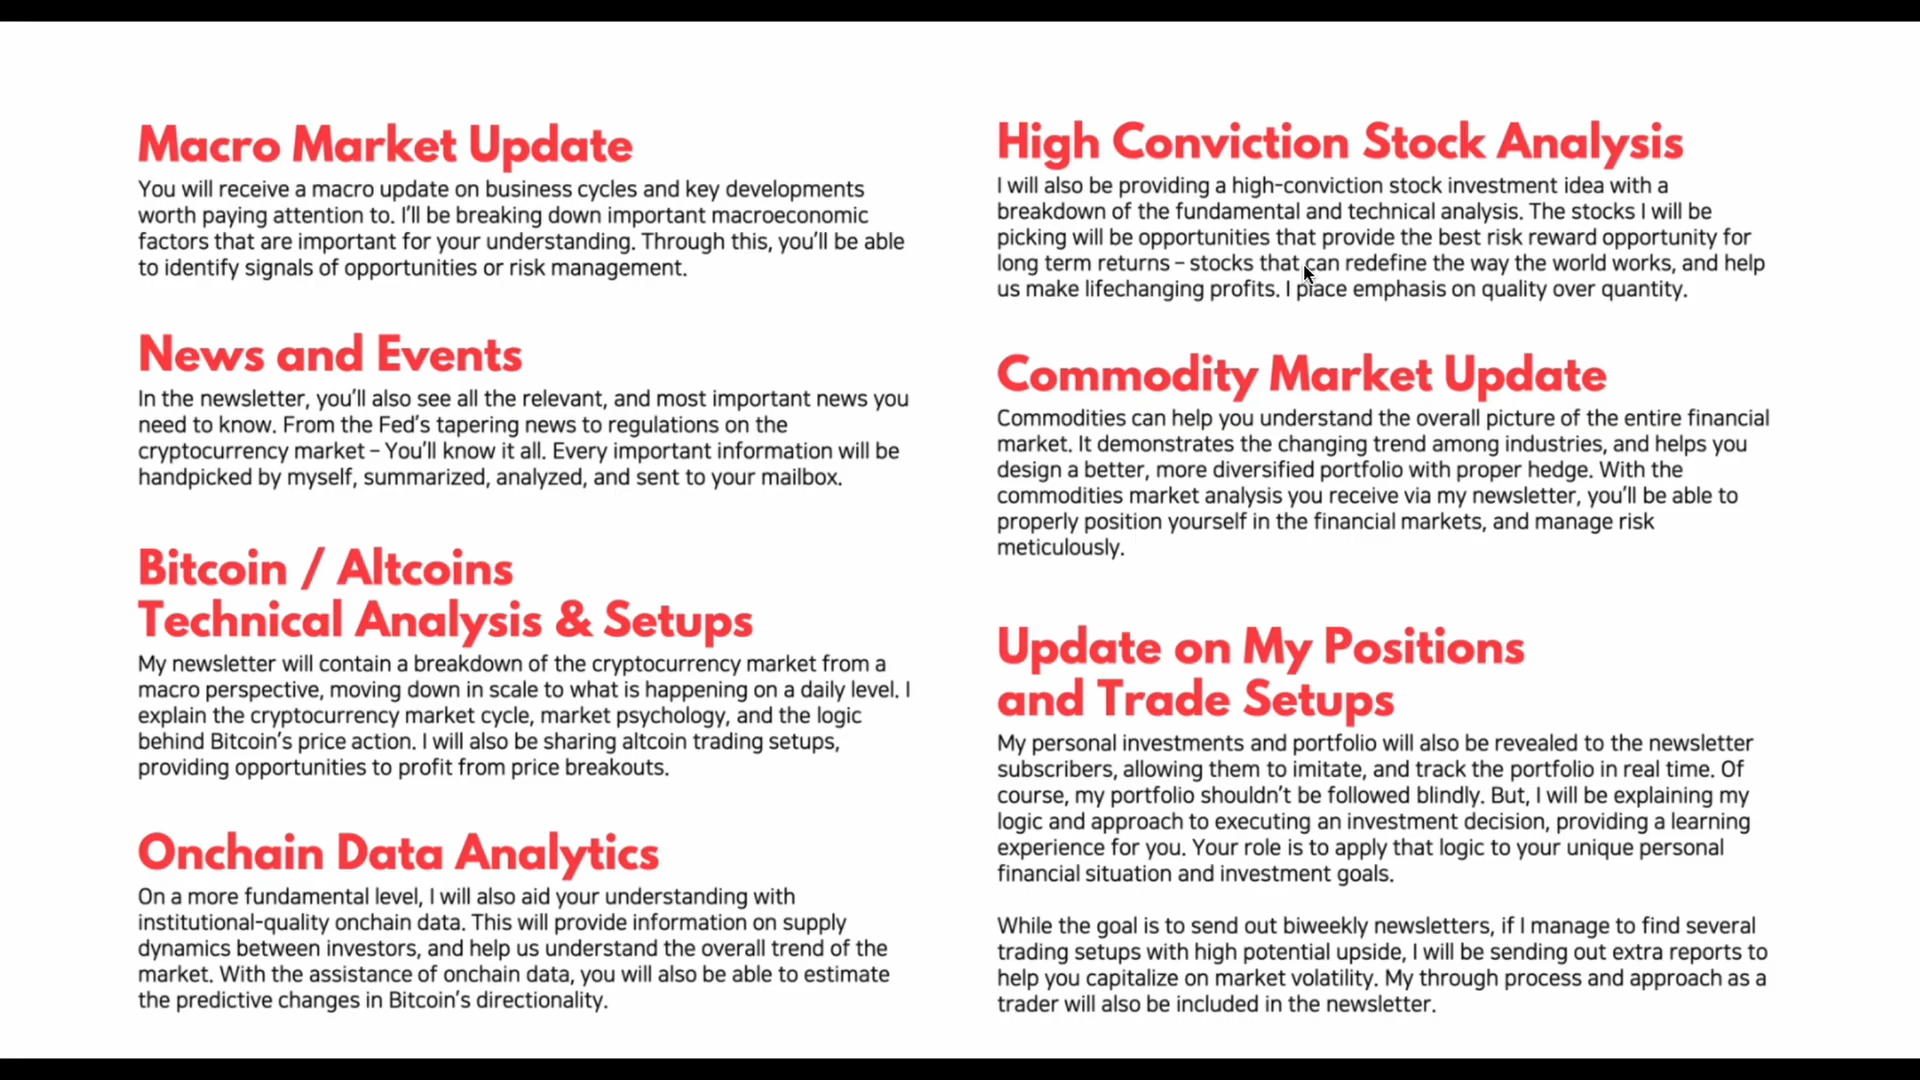 Macro Market Update
You will receive a macro update on business cycles and key developments
worth paying attention to. I'll be breaking down important macroeconomic
factors that are important for your understanding. Through this, you'll be able
to identify signals of opportunities or risk management.
News and Events
In the newsletter, you'll also see all the relevant, and most important news you
need to know. From the Fed's tapering news to regulations on the
cryptocurrency market – You'll know it all. Every important information will be
handpicked by myself, summarized, analyzed, and sent to your mailbox.
Bitcoin / Altcoins
Technical Analysis & Setups
My newsletter will contain a breakdown of the cryptocurrency market from a
macro perspective, moving down in scale to what is happening on a daily level. I
explain the cryptocurrency market cycle, market psychology, and the logic
behind Bitcoin's price action. I will also be sharing altcoin trading setups,
providing opportunities to profit from price breakouts.
Onchain Data Analytics
On a more fundamental level, I will also aid your understanding with
institutional-quality onchain data. This will provide information on supply
dynamics between investors, and help us understand the overall trend of the
market. With the assistance of onchain data, you will also be able to estimate
the predictive changes in Bitcoin's directionality.
High Conviction Stock Analysis
I will also be providing a high-conviction stock investment idea with a
breakdown of the fundamental and technical analysis. The stocks I will be
picking will be opportunities that provide the best risk reward opportunity for
long term returns – stocks that can redefine the way the world works, and help
us make lifechanging profits. I place emphasis on quality over quantity.
Commodity Market Update
Commodities can help you understand the overall picture of the entire financial
market. It demonstrates the changing trend among industries, and helps you
design a better, more diversified portfolio with proper hedge. With the
commodities market analysis you receive via my newsletter, you'll be able to
properly position yourself in the financial markets, and manage risk
meticulously.
Update on My Positions
and Trade Setups
My personal investments and portfolio will also be revealed to the newsletter
subscribers, allowing them to imitate, and track the portfolio in real time. Of
course, my portfolio shouldn't be followed blindly. But, I will be explaining my
logic and approach to executing an investment decision, providing a learning
experience for you. Your role is to apply that logic to your unique personal
financial situation and investment goals.
While the goal is to send out biweekly newsletters, if I manage to find several
trading setups with high potential upside, I will be sending out extra reports to
help you capitalize on market volatility. My through process and approach as a
trader will also be included in the newsletter.